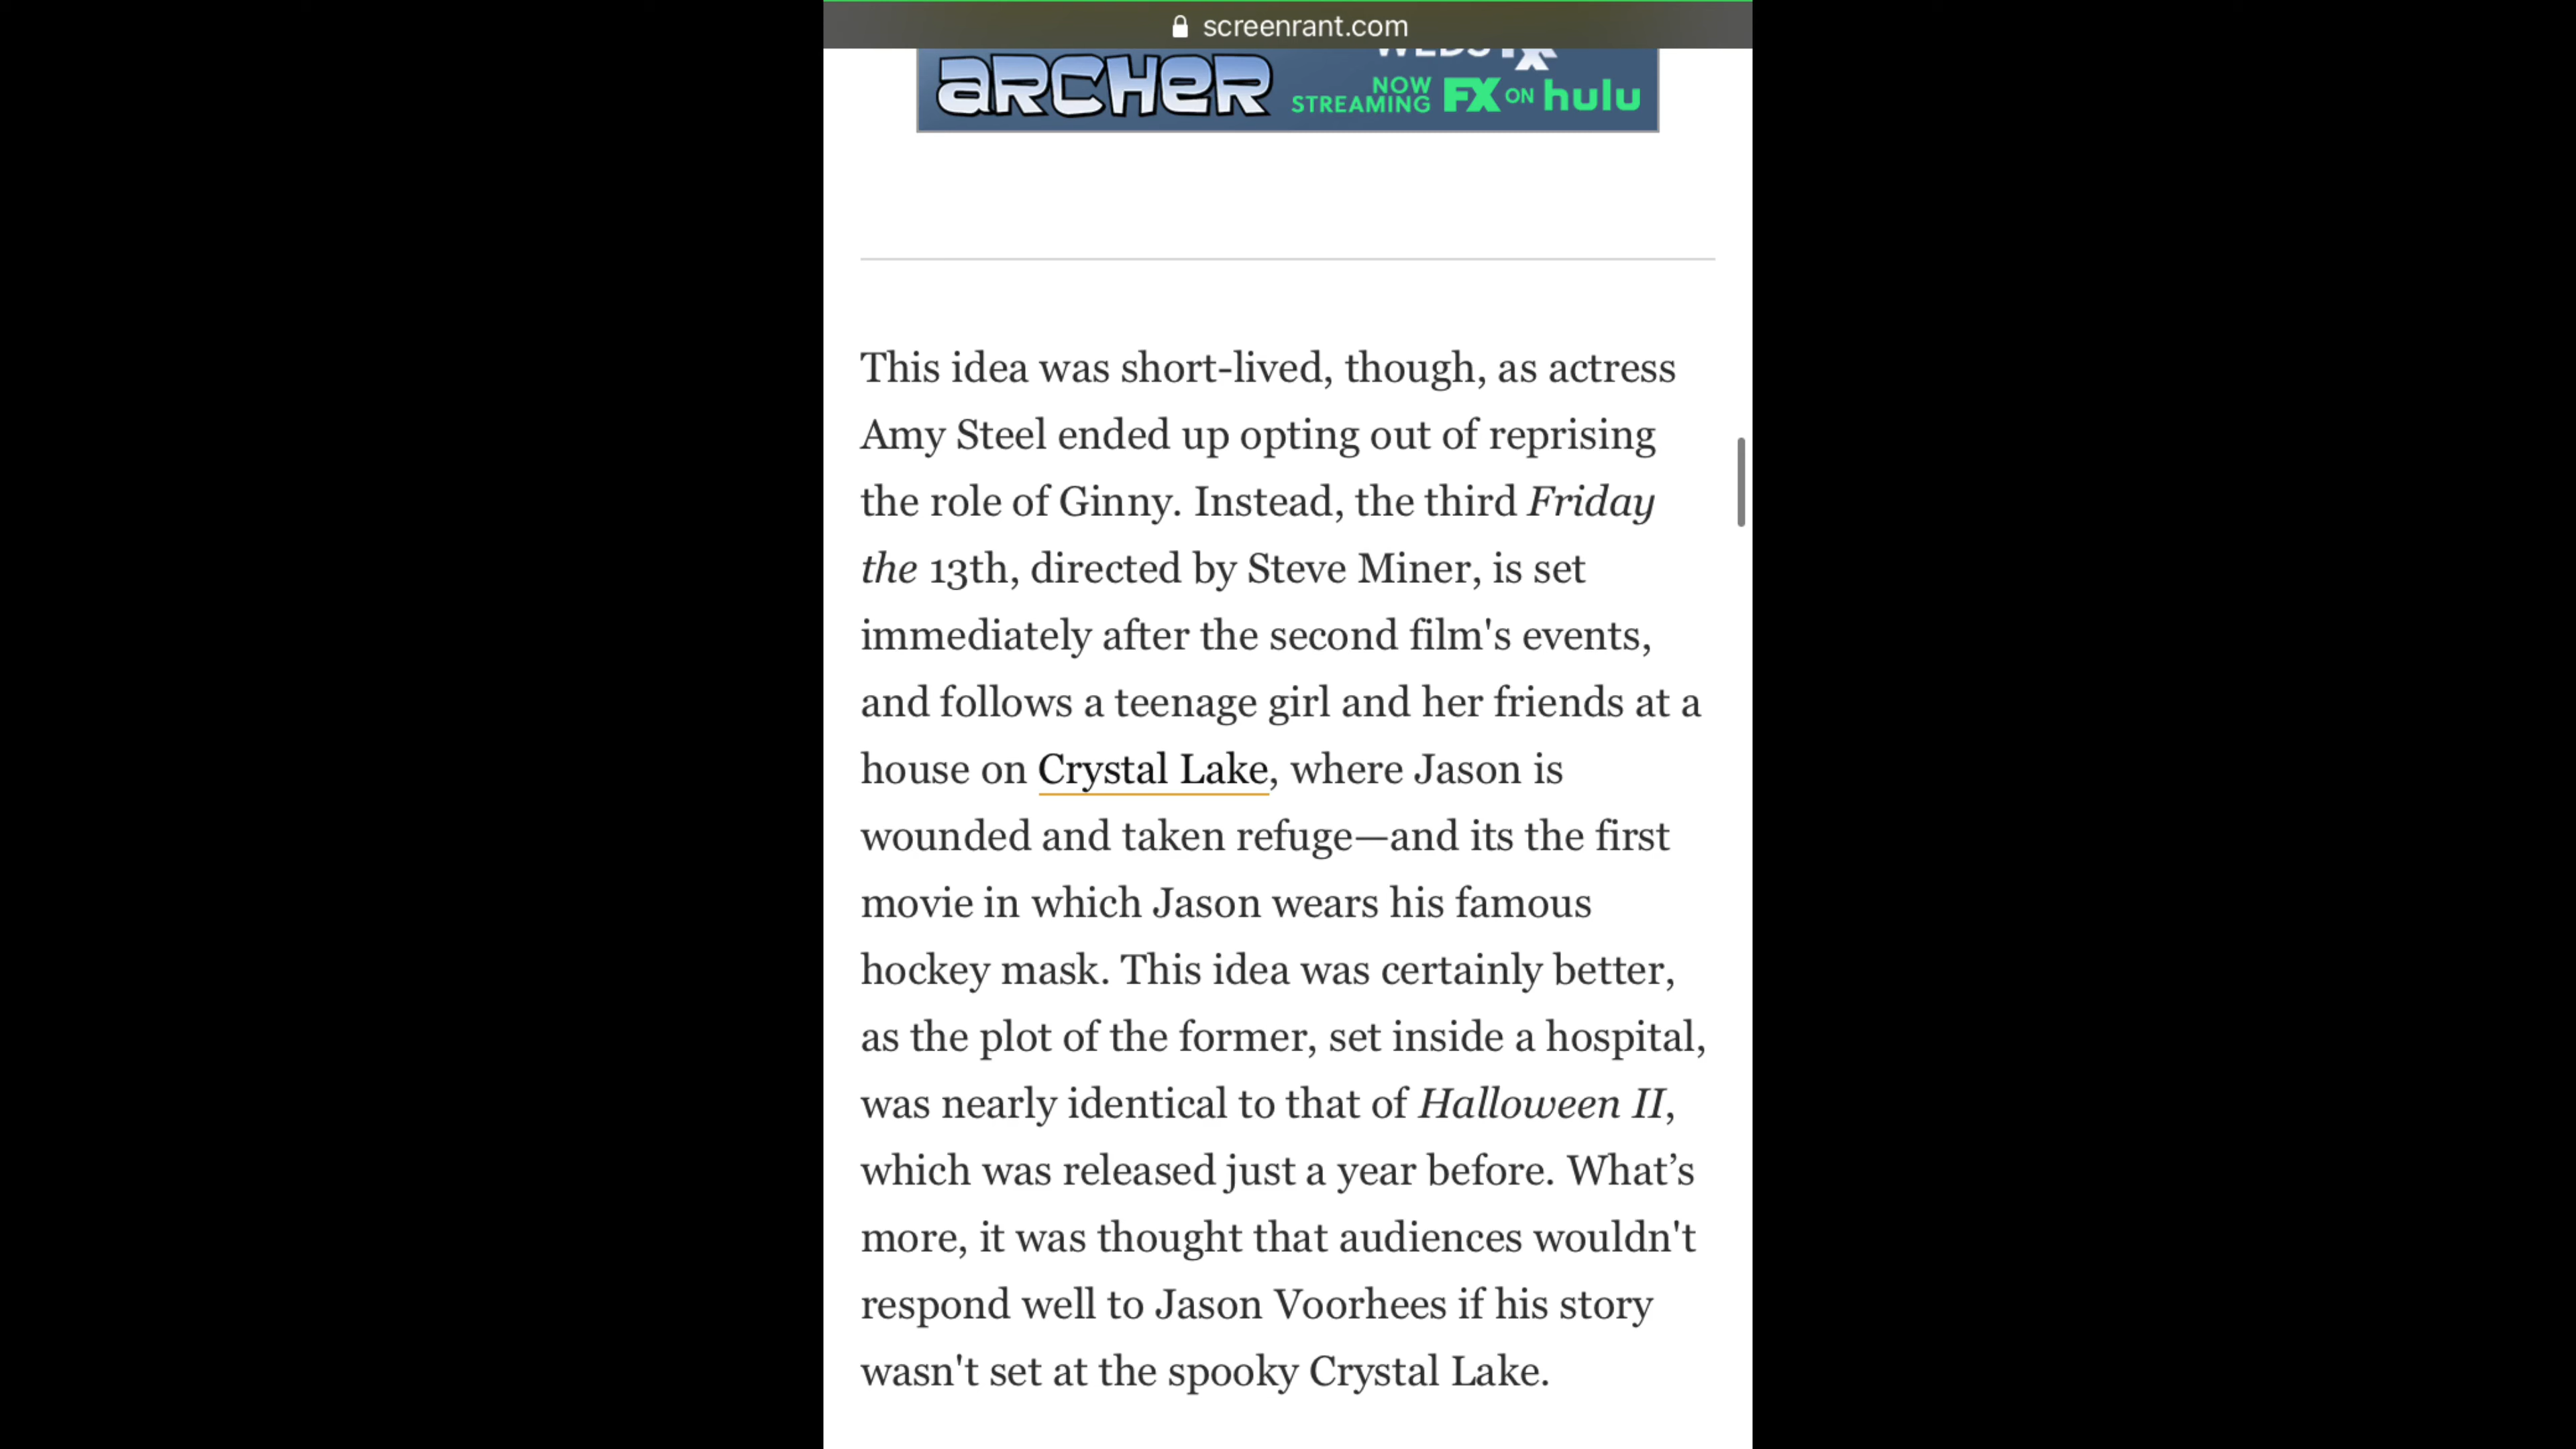 screenrant.com
ARCHER
NOW
STREAMING FX ON hulu
This idea was short-lived, though, as actress
Amy Steel ended up opting out of reprising
the role of Ginny. Instead, the third Friday
the 13th, directed by Steve Miner, is set
immediately after the second film's events,
and follows a teenage girl and her friends at a
house on Crystal Lake, where Jason is
wounded and taken refuge—and its the first
movie in which Jason wears his famous
hockey mask. This idea was certainly better,
as the plot of the former, set inside a hospital,
was nearly identical to that of Halloween II,
which was released just a year before. What’s
more, it was thought that audiences wouldn't
respond well to Jason Voorhees if his story
wasn't set at the spooky Crystal Lake.